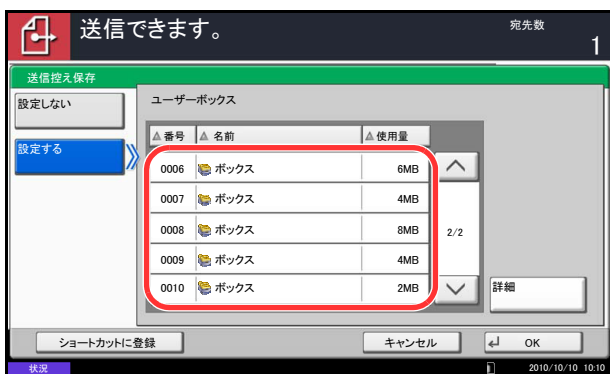 送信できます。
宛先数
1
送信控え保存
設定しない
設定する
ユーザーボックス
番号 名前 使用量
0006 ボックス 6MB
0007 ボックス 4MB
0008 ボックス 8MB
0009 ボックス 4MB
0010 ボックス 2MB
2/2
詳細
ショートカットに登録
キャンセル
OK
状況
2010/10/10 10:10